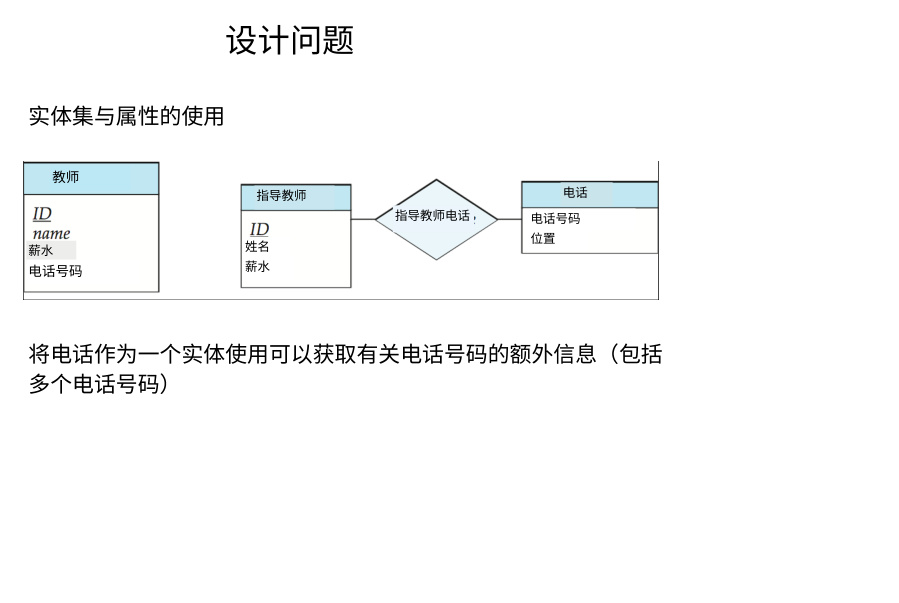 设计问题
实体集与属性的使用
教师
ID
name
薪水
电话号码
指导教师
ID
姓名
薪水
指导教师电话
电话
电话号码
位置
将电话作为一个实体使用可以获取有关电话号码的额外信息（包括
多个电话号码）